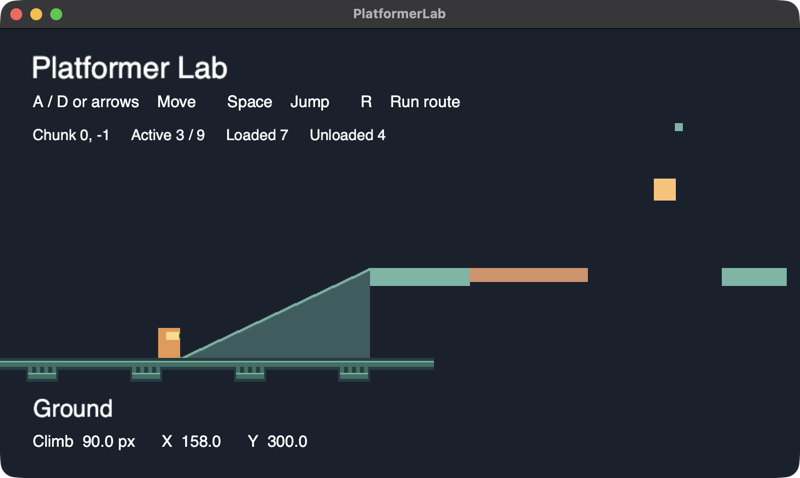 PlatformerLab
Platformer Lab
A / D or arrows Move Space Jump R Run route
Chunk 0, -1 Active 3 / 9 Loaded 7 Unloaded 4
Ground
Climb 90.0 px X 158.0 Y 300.0